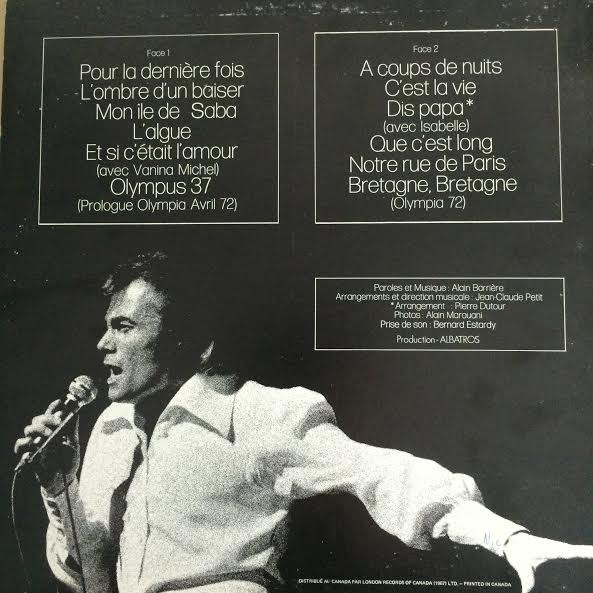 Face 1
Pour la dernière fois
L'ombre d'un baiser
Mon ile de Saba
L'algue
Et si c'était l'amour
(avec Vanina Michel)
Olympus 37
(Prologue Olympia Avril 72)
Face 2
A coups de nuits
C'est la vie
Dis papa*
(avec Isabelle)
Que c'est long
Notre rue de Paris
Bretagne, Bretagne
(Olympia 72)
Paroles et Musique : Alain Barrière
Arrangements et direction musicale : Jean-Claude Petit
*Arrangement : Pierre Dutour
Photos : Alain Marouani
Prise de son : Bernard Estardy
Production - ALBATROS
DISTRIBUÉ AU CANADA PAR LONDON RECORDS OF CANADA (1967) LTD. – PRINTED IN CANADA